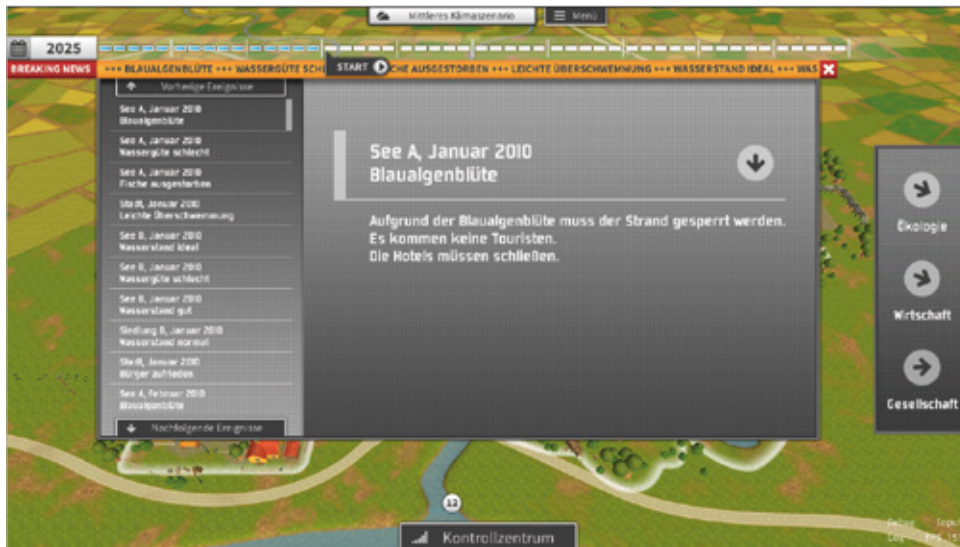 Mittleres Klimaszenario
Menü
2025
BREAKING NEWS
+++ BLAUALGENBLÜTE +++ WASSERGÜTE SCH
START
CHE AUSGESTORBEN +++ LEICHTE ÜBERSCHWEMMUNG +++ WASSERSTAND IDEAL +++ WAS
Vorherige Ereignisse
See A, Januar 2010
Blaualgenblüte
See A, Januar 2010
Wassergüte schlecht
See A, Januar 2010
Fische ausgestorben
Stadt, Januar 2010
Leichte Überschwemmung
See B, Januar 2010
Wasserstand ideal
See B, Januar 2010
Wassergüte schlecht
See B, Januar 2010
Wasserstand gut
Siedlung B, Januar 2010
Wasserstand normal
Stadt, Januar 2010
Bürger zufrieden
See A, Februar 2010
Blaualgenblüte
Nachfolgende Ereignisse
See A, Januar 2010
Blaualgenblüte
Aufgrund der Blaualgenblüte muss der Strand gesperrt werden.
Es kommen keine Touristen.
Die Hotels müssen schließen.
Ökologie
Wirtschaft
Gesellschaft
13
Kontrollzentrum